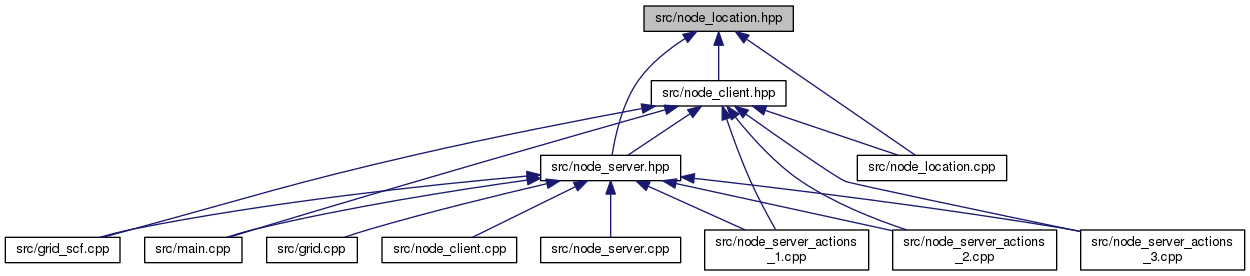 src/node_location.hpp
src/node_client.hpp
src/node_server.hpp
src/node_location.cpp
src/grid_scf.cpp
src/main.cpp
src/grid.cpp
src/node_client.cpp
src/node_server.cpp
src/node_server_actions
_1.cpp
src/node_server_actions
_2.cpp
src/node_server_actions
_3.cpp